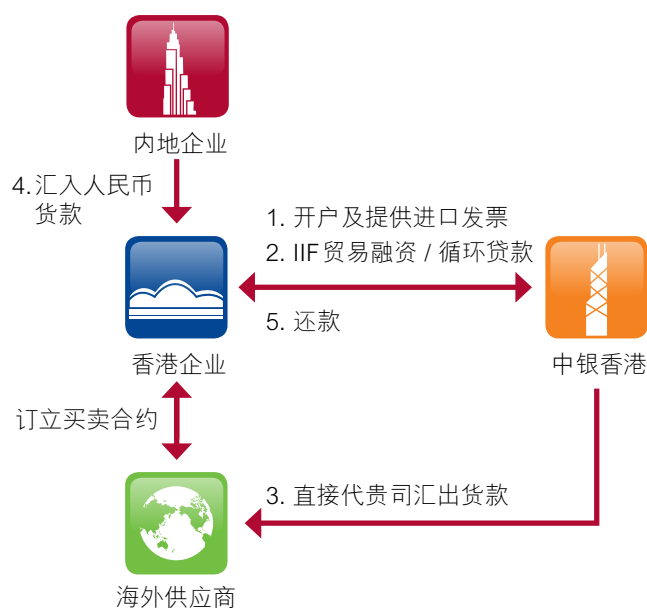 内地企业
4.汇入人民币
货款
1. 开户及提供进口发票
2. IIF 贸易融资 / 循环贷款
5. 还款
香港企业
中银香港
订立买卖合约
3. 直接代贵司汇出货款
海外供应商